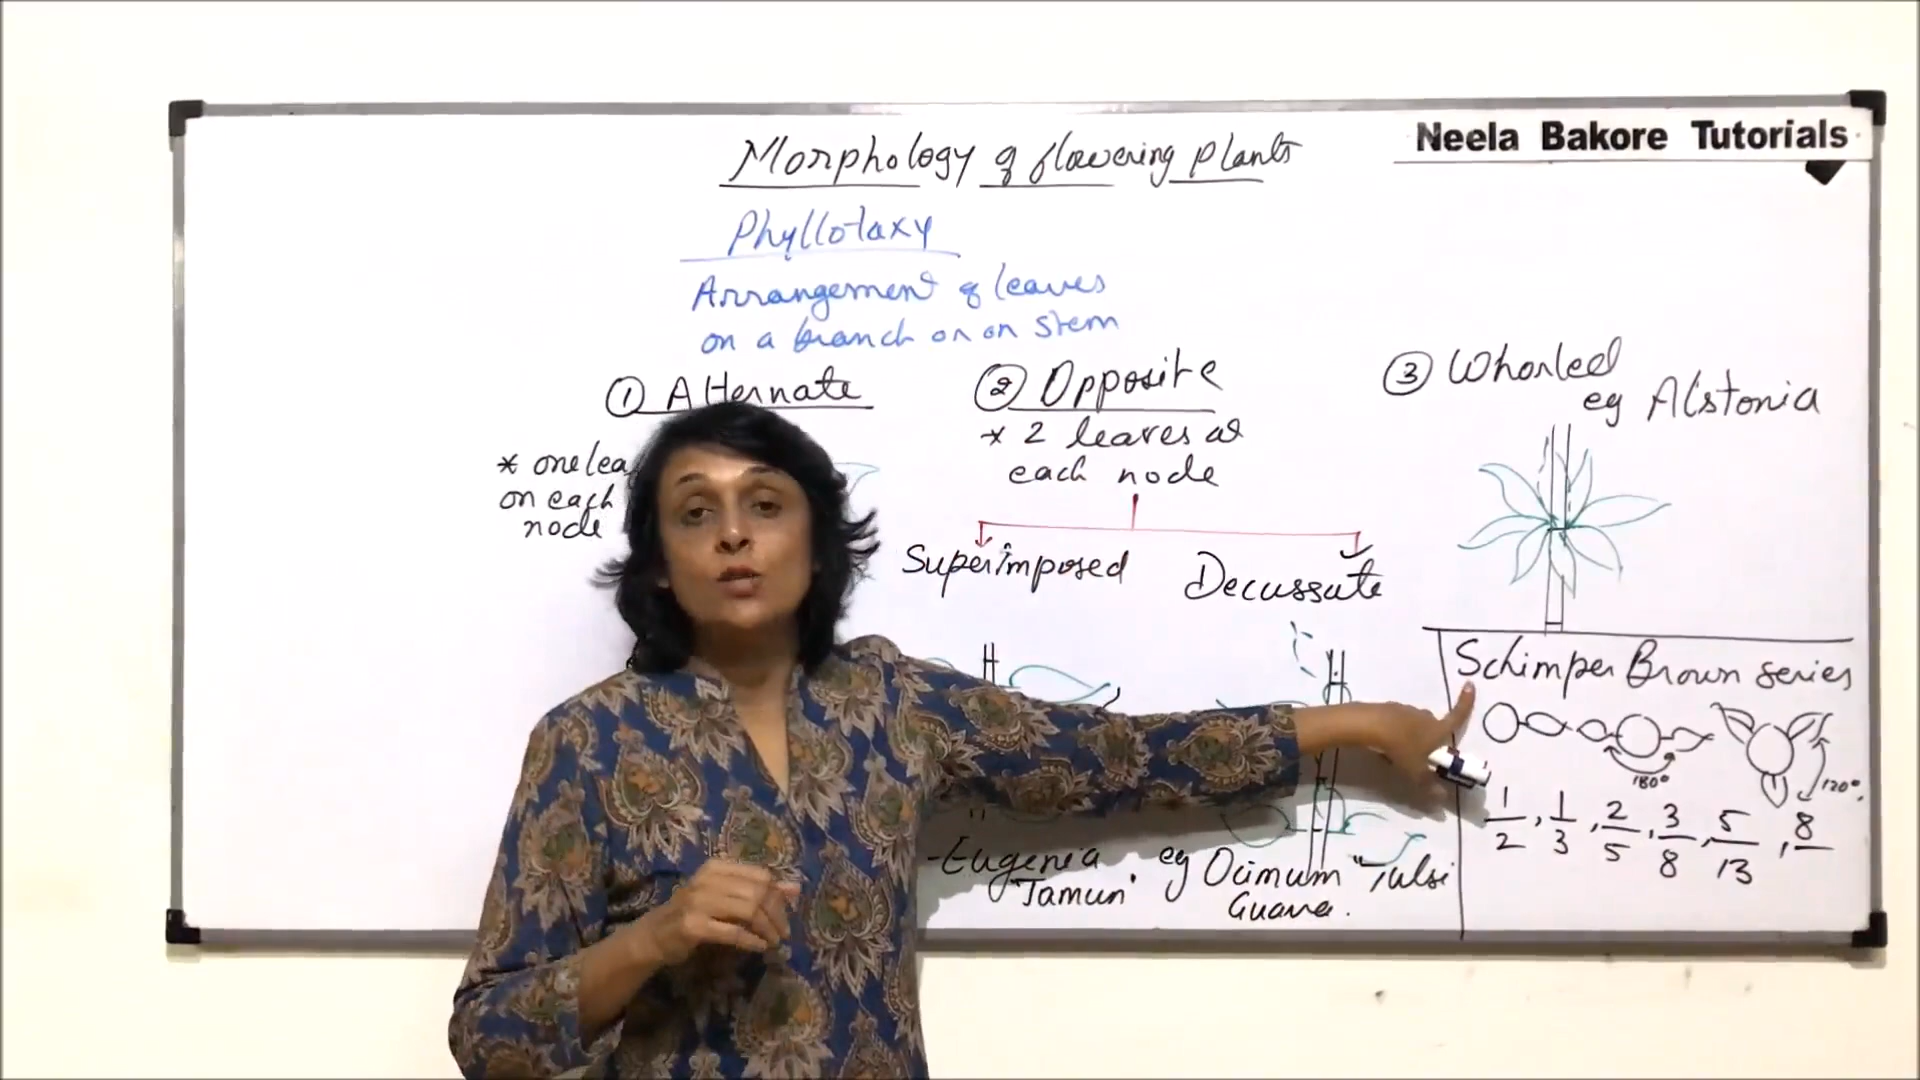 Neela Bakore Tutorials
Morphology of flowering plants
Phyllotaxy
Arrangement of leaves
on a branch or on stem
① Alternate
* one lea
on each
node
② Opposite
* 2 leaves at
each node
Superimposed
Decussate
- Eugenia
"Jamun"
eg Ocimum "Tulsi
Guava.
③ Whorled
eg Alstonia
Schimper Brown series
180°
120°
1/2, 1/3, 2/5, 3/8, 5/13, 8/